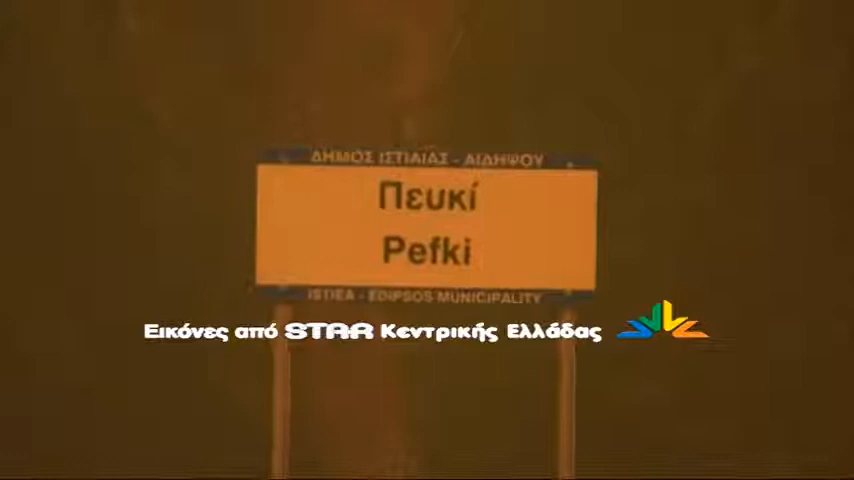 ΔΗΜΟΣ ΙΣΤΙΑΙΑΣ - ΑΙΔΗΨΟΥ
Πευκί
Pefki
ISTIEA - EDIPSOS MUNICIPALITY
Εικόνες από STAR Κεντρικής Ελλάδας